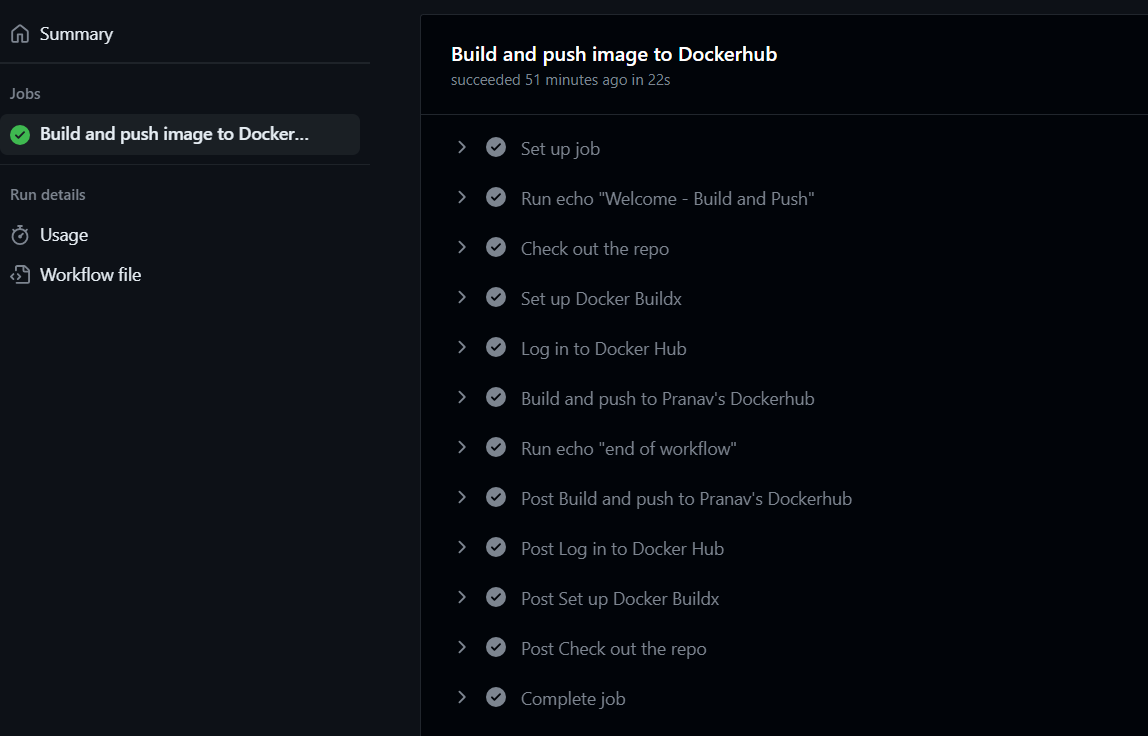 Summary
Jobs
Build and push image to Docker...
Run details
Usage
Workflow file
Build and push image to Dockerhub
succeeded 51 minutes ago in 22s
Set up job
Run echo "Welcome - Build and Push"
Check out the repo
Set up Docker Buildx
Log in to Docker Hub
Build and push to Pranav's Dockerhub
Run echo "end of workflow"
Post Build and push to Pranav's Dockerhub
Post Log in to Docker Hub
Post Set up Docker Buildx
Post Check out the repo
Complete job